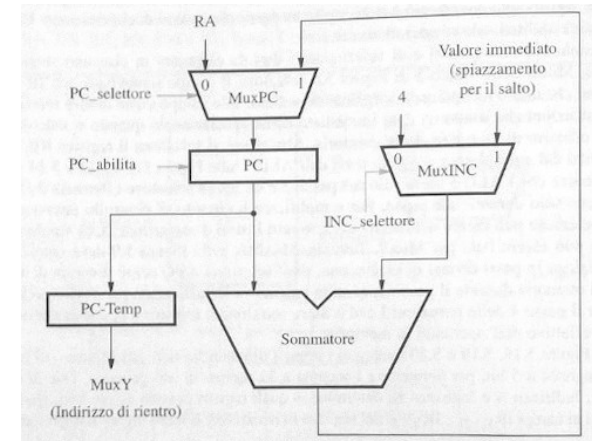 RA
Valore immediato
(spiazzamento
per il salto)
0
1
PC_selettore
MuxPC
4
PC_abilita
PC
0
1
MuxINC
INC_selettore
PC-Temp
Sommatore
MuxY
(Indirizzo di rientro)